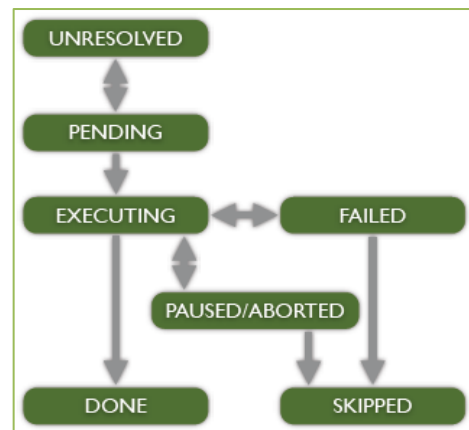 UNRESOLVED
PENDING
EXECUTING
FAILED
PAUSED/ABORTED
DONE
SKIPPED